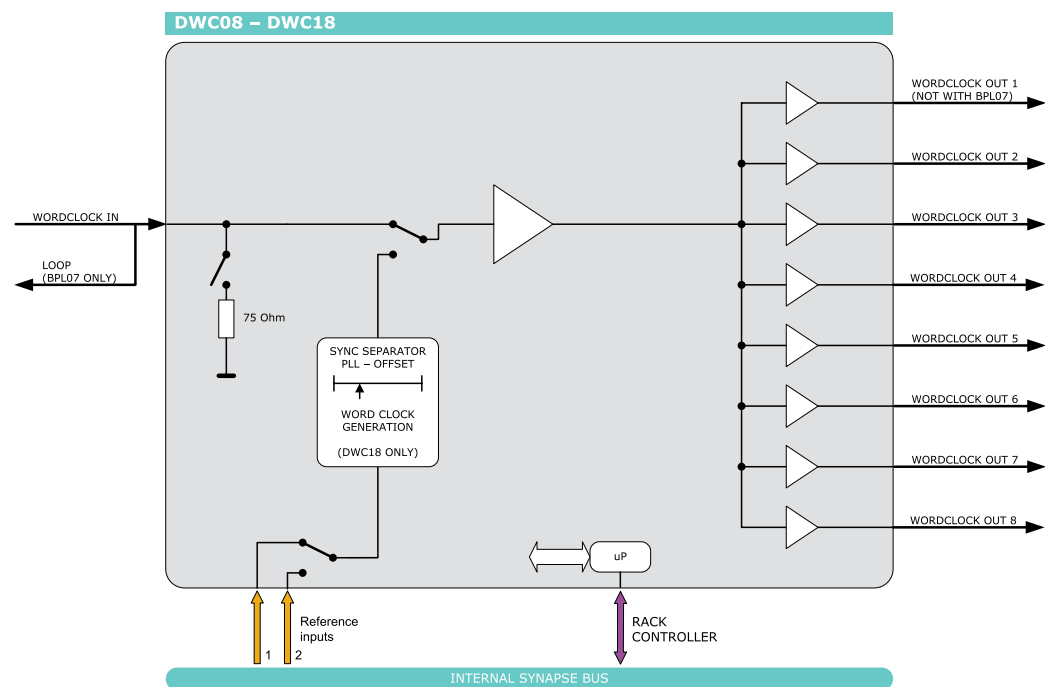 DWC08 – DWC18
WORDCLOCK IN
LOOP
(BPL07 ONLY)
75 Ohm
SYNC SEPARATOR
PLL – OFFSET
WORD CLOCK
GENERATION
(DWC18 ONLY)
WORDCLOCK OUT 1
(NOT WITH BPL07)
WORDCLOCK OUT 2
WORDCLOCK OUT 3
WORDCLOCK OUT 4
WORDCLOCK OUT 5
WORDCLOCK OUT 6
WORDCLOCK OUT 7
WORDCLOCK OUT 8
uP
Reference
inputs
1
2
RACK
CONTROLLER
INTERNAL SYNAPSE BUS